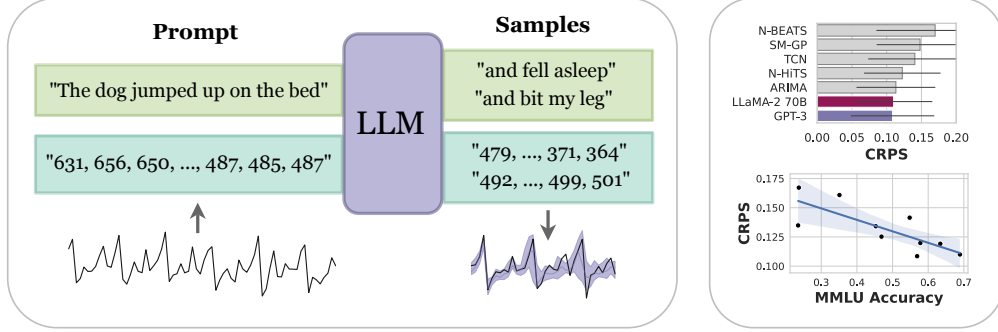 Prompt
Samples
"The dog jumped up on the bed"
LLM
"and fell asleep"
"and bit my leg"
"631, 656, 650, ..., 487, 485, 487"
"479, ..., 371, 364"
"492, ..., 499, 501"
N-BEATS
SM-GP
TCN
N-HiTS
ARIMA
LLaMA-2 70B
GPT-3
0.00 0.05 0.10 0.15 0.20
CRPS
0.175
0.150
0.125
0.100
CRPS
0.3 0.4 0.5 0.6 0.7
MMLU Accuracy